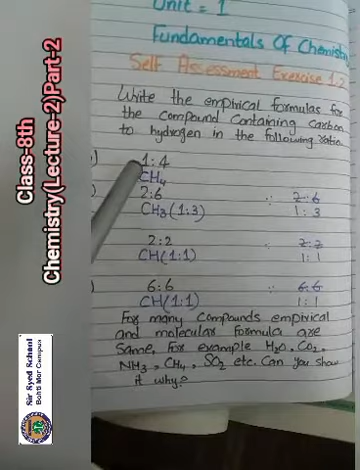 Class-8th
Chemistry(Lecture-2)Part-2
Sir Syed School
Bohti Mor Campus
Unit = 1
Fundamentals Of Chemistry
Self Assessment Exercise 1.2
Write the empirical formulas for
the compound containing carbon
to hydrogen in the following ratio
1:4
CH4
2:6
CH3 (1:3)
∵ 2:6
1:3
2:2
CH (1:1)
∵ 2:2
1:1
6:6
CH (1:1)
∵ 6:6
1:1
For many compounds empirical
and molecular formula are
Same. For example H2O, CO2,
NH3, CH4, SO2 etc. Can you show
it why?